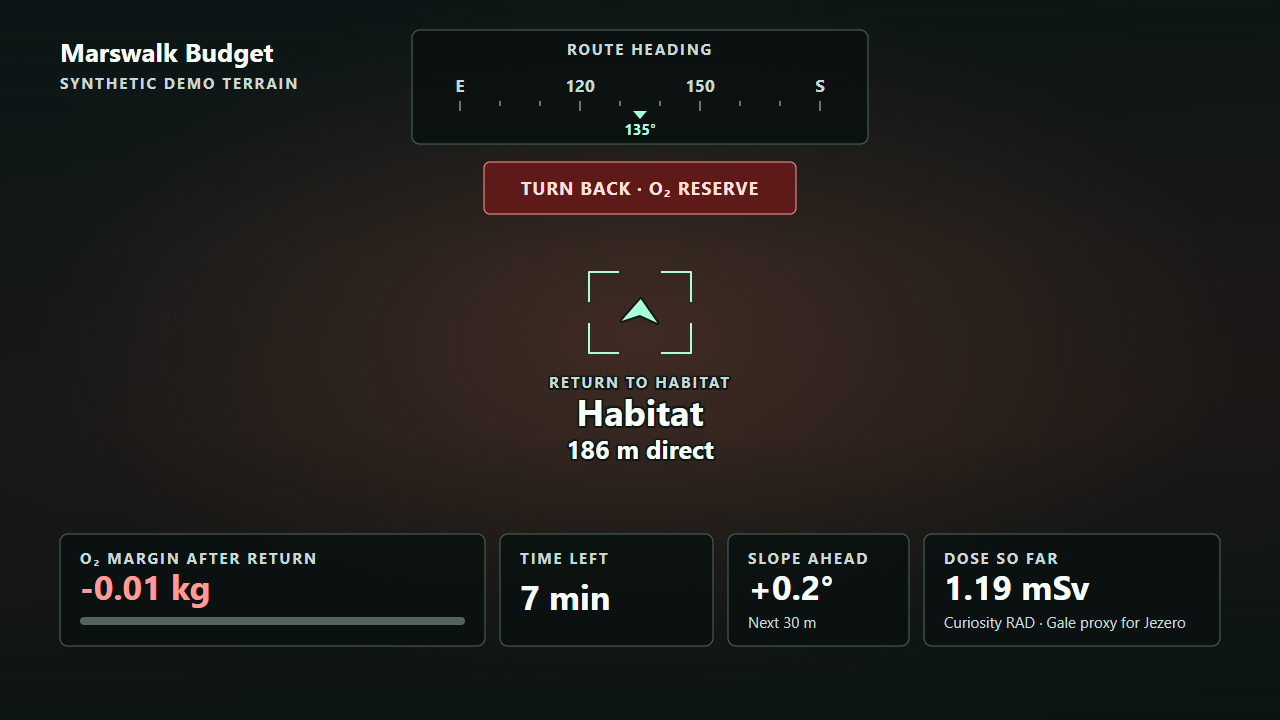 Marswalk Budget
SYNTHETIC DEMO TERRAIN
ROUTE HEADING
E 120 150 S
135°
TURN BACK · O₂ RESERVE
RETURN TO HABITAT
Habitat
186 m direct
O₂ MARGIN AFTER RETURN
-0.01 kg
TIME LEFT
7 min
SLOPE AHEAD
+0.2°
Next 30 m
DOSE SO FAR
1.19 mSv
Curiosity RAD · Gale proxy for Jezero